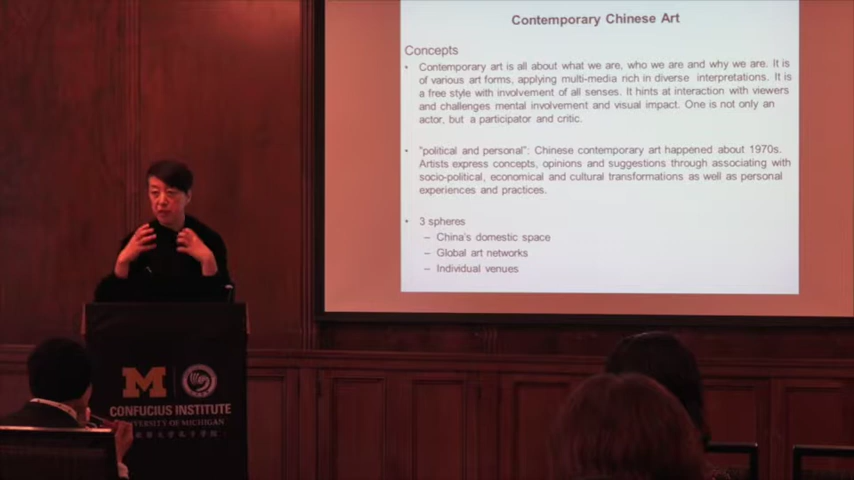 Contemporary Chinese Art
Concepts
• Contemporary art is all about what we are, who we are and why we are. It is
of various art forms, applying multi-media rich in diverse interpretations. It is
a free style with involvement of all senses. It hints at interaction with viewers
and challenges mental involvement and visual impact. One is not only an
actor, but a participator and critic.
• "political and personal": Chinese contemporary art happened about 1970s.
Artists express concepts, opinions and suggestions through associating with
socio-political, economical and cultural transformations as well as personal
experiences and practices.
• 3 spheres
– China's domestic space
– Global art networks
– Individual venues
M
CONFUCIUS INSTITUTE
UNIVERSITY OF MICHIGAN